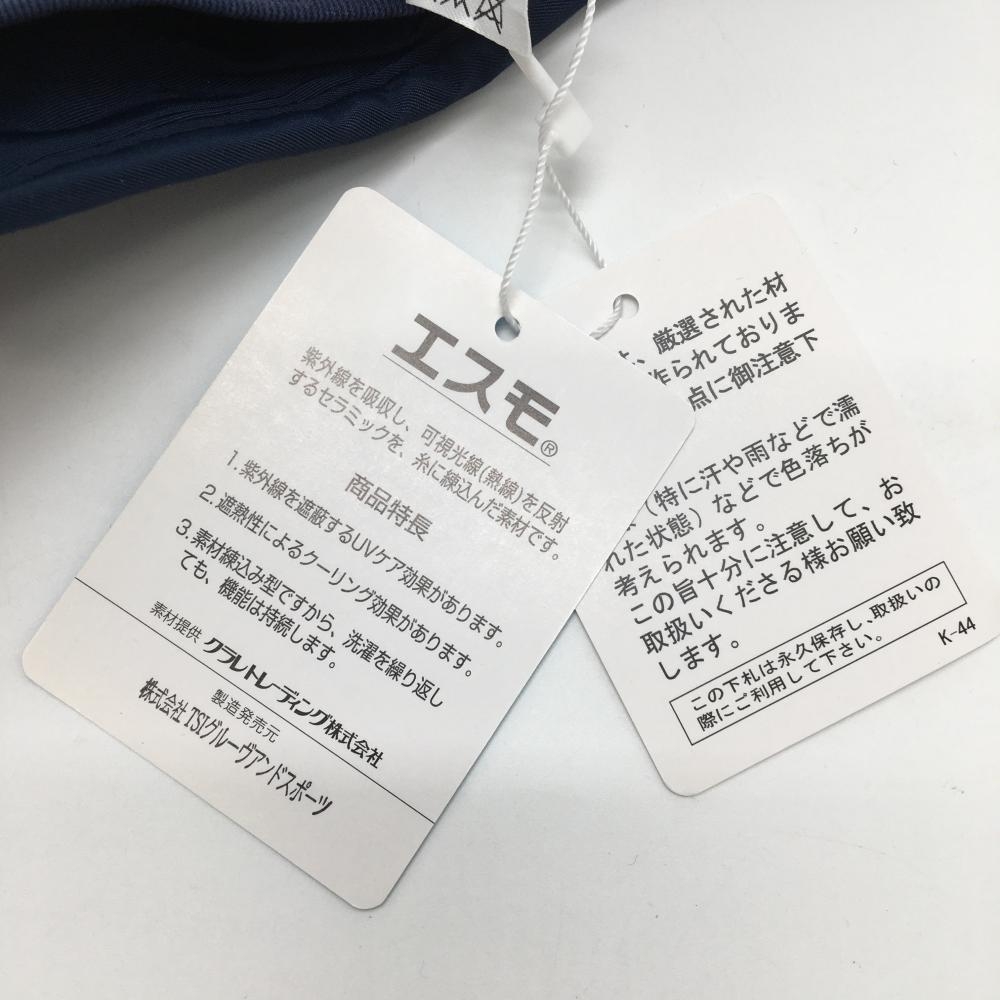 エスモ®
紫外線を吸収し、可視光線(熱線)を反射
するセラミックを、糸に練込んだ素材です。
商品特長
1. 紫外線を遮蔽するUVケア効果があります。
2. 遮熱性によるクーリング効果があります。
3. 素材練込み型ですから、洗濯を繰り返し
ても、機能は持続します。
素材提供 クラレトレーディング株式会社
製造発売元
株式会社 TSIグルーヴアンドスポーツ
、厳選された材
作られておりま
点に御注意下
(特に汗や雨などで濡
れた状態)などで色落ちが
考えられます。
この旨十分に注意して、お
取扱いくださる様お願い致
します。
この下札は永久保存し、取扱いの
際にご利用して下さい。
K-44